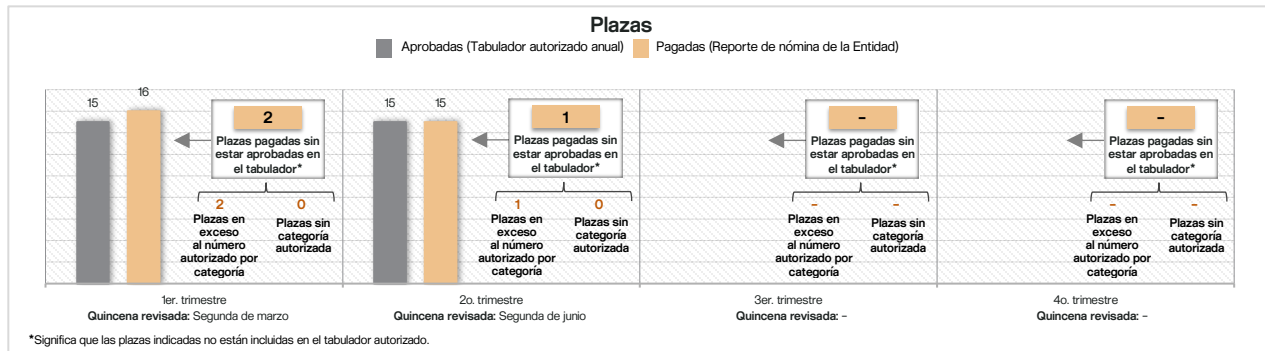 Plazas
Aprobadas (Tabulador autorizado anual) Pagadas (Reporte de nómina de la Entidad)
15
16
2
Plazas pagadas sin
estar aprobadas en
el tabulador*
2
Plazas en
exceso
al número
autorizado por
categoría
0
Plazas sin
categoría
autorizada
1er. trimestre
Quincena revisada: Segunda de marzo
15
15
1
Plazas pagadas sin
estar aprobadas en
el tabulador*
1
Plazas en
exceso
al número
autorizado por
categoría
0
Plazas sin
categoría
autorizada
2o. trimestre
Quincena revisada: Segunda de junio
-
Plazas pagadas sin
estar aprobadas en
el tabulador*
-
Plazas en
exceso
al número
autorizado por
categoría
-
Plazas sin
categoría
autorizada
3er. trimestre
Quincena revisada: -
-
Plazas pagadas sin
estar aprobadas en
el tabulador*
-
Plazas en
exceso
al número
autorizado por
categoría
-
Plazas sin
categoría
autorizada
4o. trimestre
Quincena revisada: -
*Significa que las plazas indicadas no están incluidas en el tabulador autorizado.